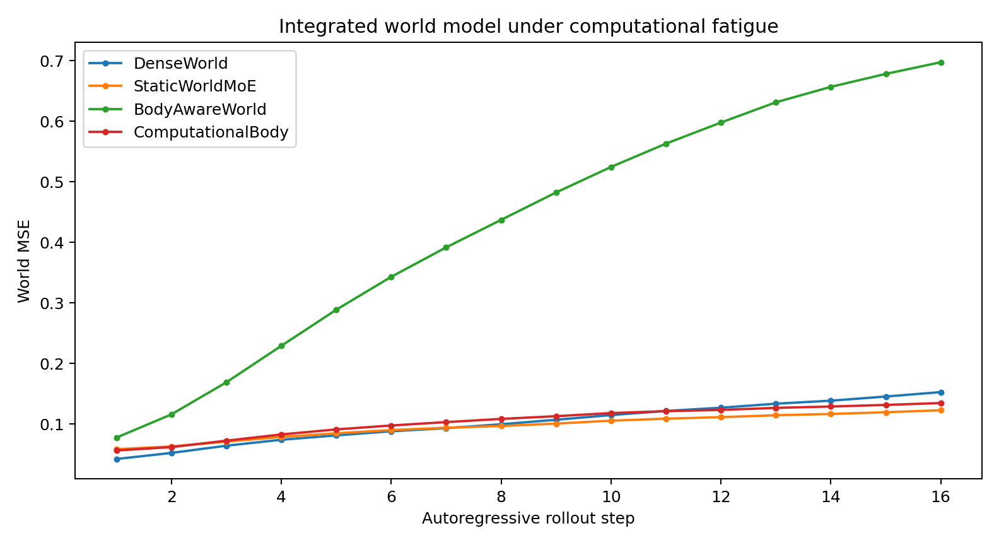 Integrated world model under computational fatigue
DenseWorld
StaticWorldMoE
BodyAwareWorld
ComputationalBody
World MSE
0.7
0.6
0.5
0.4
0.3
0.2
0.1
2 4 6 8 10 12 14 16
Autoregressive rollout step